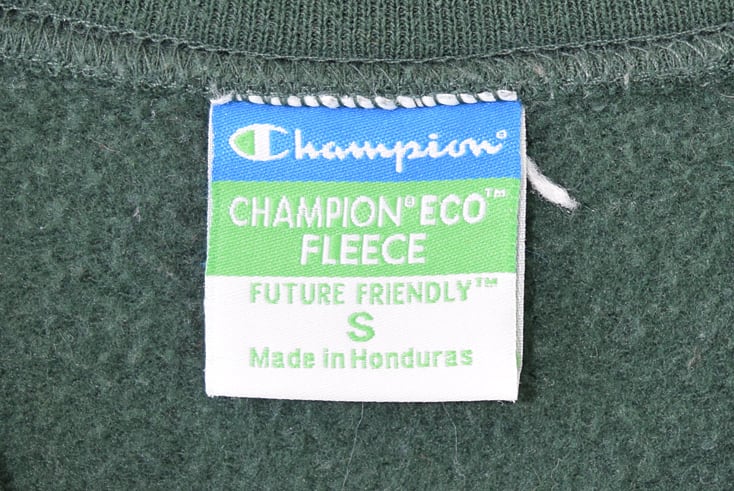 Champion®
CHAMPION® ECO™
FLEECE
FUTURE FRIENDLY™
S
Made in Honduras